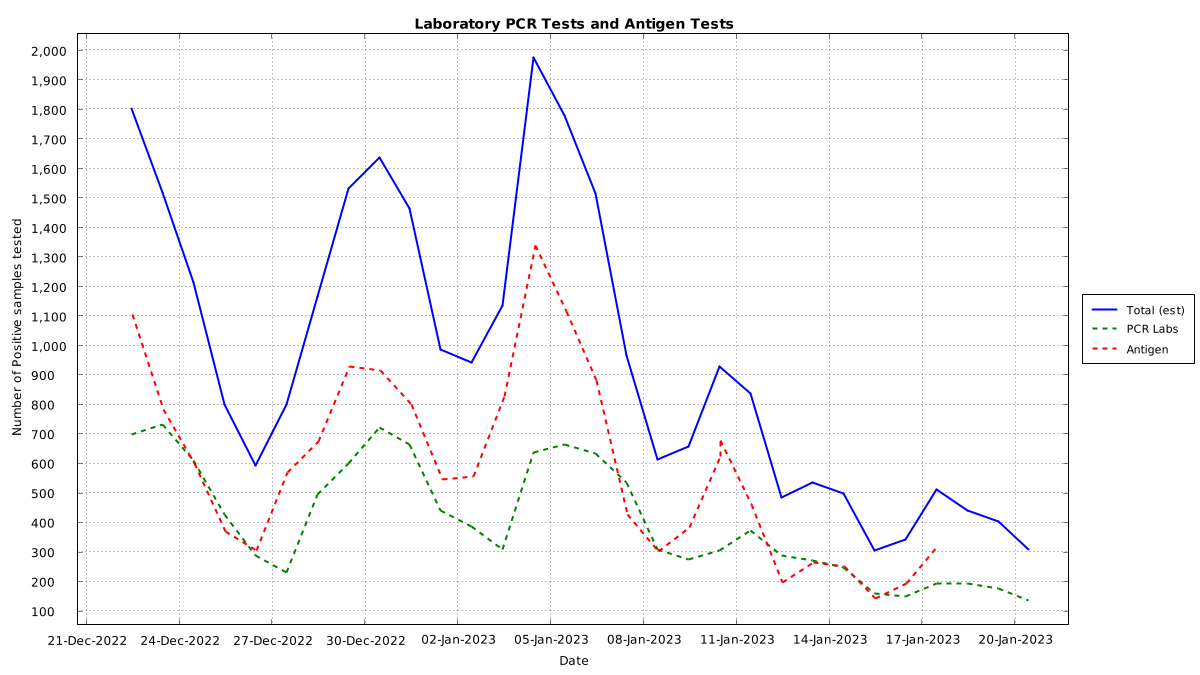 Laboratory PCR Tests and Antigen Tests
2,000
1,900
1,800
1,700
1,600
1,500
1,400
1,300
1,200
1,100
1,000
900
800
700
600
500
400
300
200
100
Number of Positive samples tested
21-Dec-2022 24-Dec-2022 27-Dec-2022 30-Dec-2022 02-Jan-2023 05-Jan-2023 08-Jan-2023 11-Jan-2023 14-Jan-2023 17-Jan-2023 20-Jan-2023
Date
Total (est)
PCR Labs
Antigen